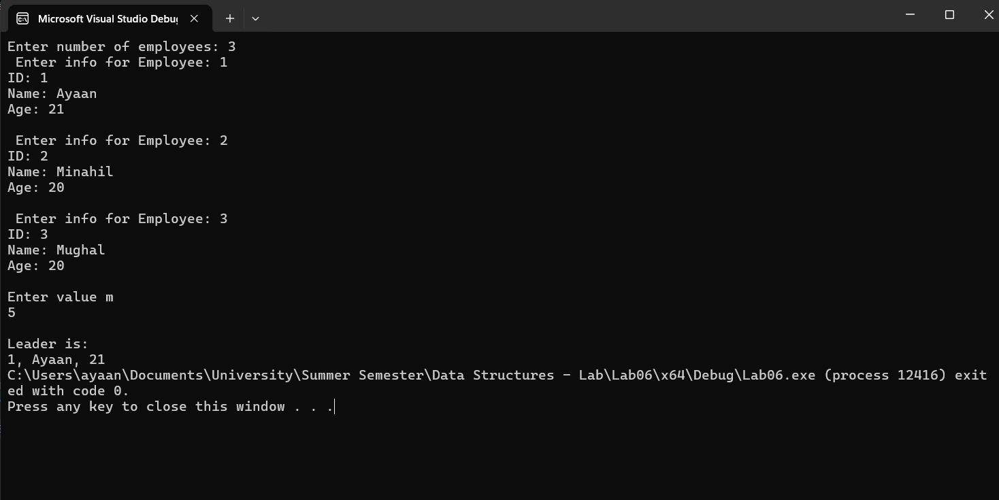 Microsoft Visual Studio Debu
Enter number of employees: 3
Enter info for Employee: 1
ID: 1
Name: Ayaan
Age: 21
Enter info for Employee: 2
ID: 2
Name: Minahil
Age: 20
Enter info for Employee: 3
ID: 3
Name: Mughal
Age: 20
Enter value m
5
Leader is:
1, Ayaan, 21
C:\Users\ayaan\Documents\University\Summer Semester\Data Structures - Lab\Lab06\x64\Debug\Lab06.exe (process 12416) exit
ed with code 0.
Press any key to close this window . . .